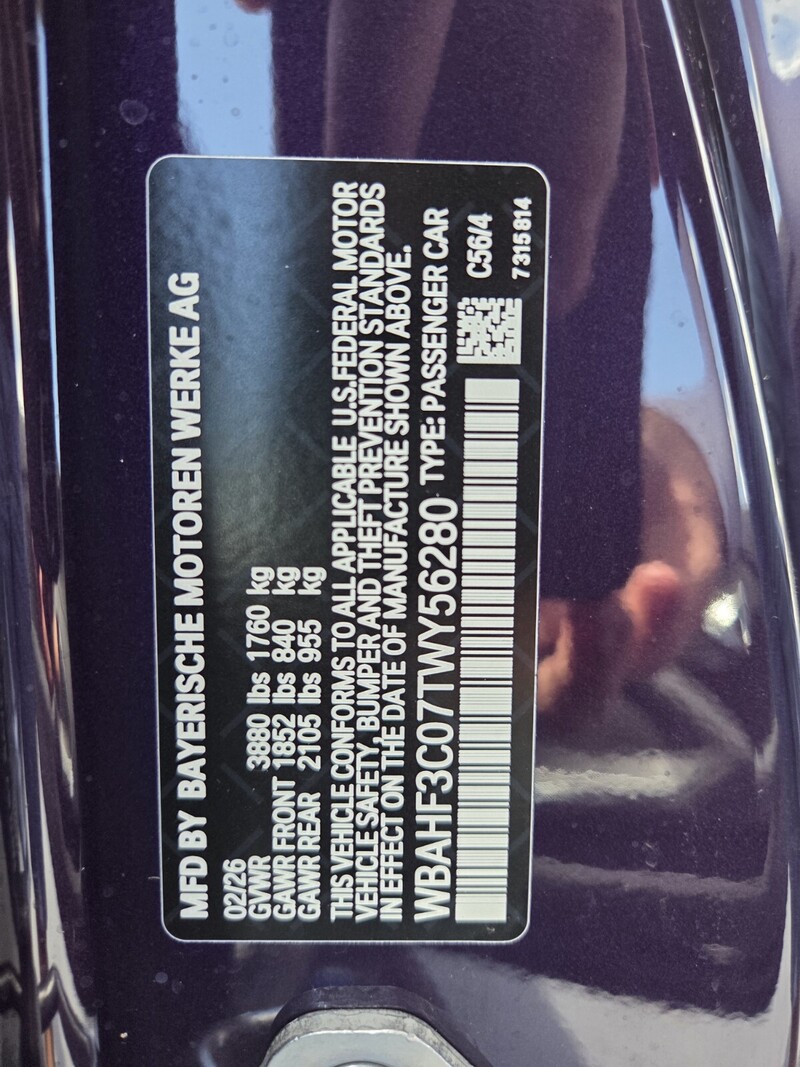 MFD BY BAYERISCHE MOTOREN WERKE AG
02/26
GVWR 3880 lbs 1760 kg
GAWR FRONT 1852 lbs 840 kg
GAWR REAR 2105 lbs 955 kg
THIS VEHICLE CONFORMS TO ALL APPLICABLE U.S.FEDERAL MOTOR
VEHICLE SAFETY, BUMPER AND THEFT PREVENTION STANDARDS
IN EFFECT ON THE DATE OF MANUFACTURE SHOWN ABOVE.
WBAHF3C07TWY56280 TYPE: PASSENGER CAR
C56/4
7315814